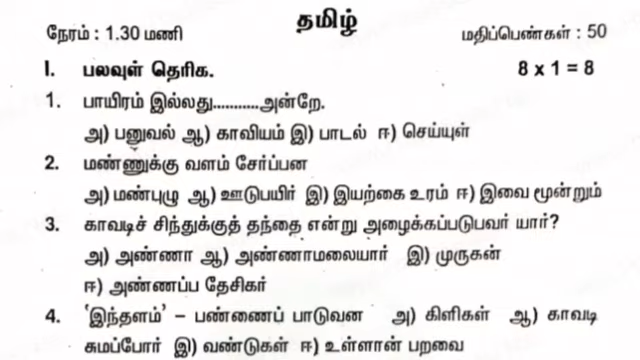 தமிழ்
நேரம் : 1.30 மணி மதிப்பெண்கள் : 50
I. பலவுள் தெரிக. 8 x 1 = 8
1. பாயிரம் இல்லது...........அன்றே.
அ) பனுவல் ஆ) காவியம் இ) பாடல் ஈ) செய்யுள்
2. மண்ணுக்கு வளம் சேர்ப்பன
அ) மண்புழு ஆ) ஊடுபயிர் இ) இயற்கை உரம் ஈ) இவை மூன்றும்
3. காவடிச் சிந்துக்குத் தந்தை என்று அழைக்கப்படுபவர் யார்?
அ) அண்ணா ஆ) அண்ணாமலையார் இ) முருகன்
ஈ) அண்ணப்ப தேசிகர்
4. 'இந்தளம்' – பண்ணைப் பாடுவன அ) கிளிகள் ஆ) காவடி
சுமப்போர் இ) வண்டுகள் ஈ) உள்ளான் பறவை